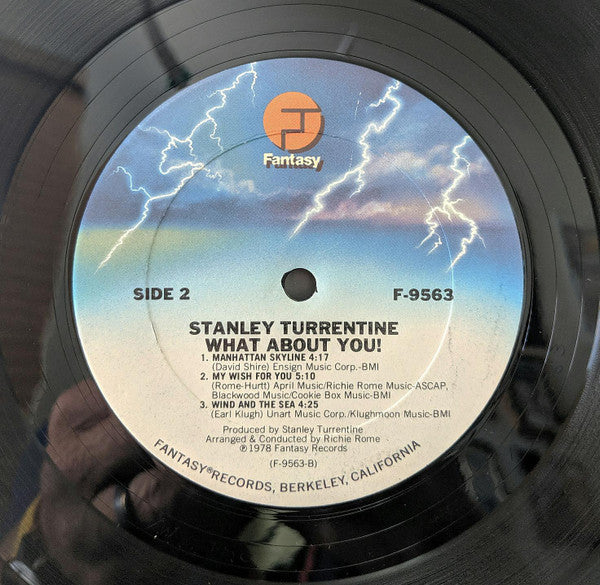 Fantasy
SIDE 2
F-9563
STANLEY TURRENTINE
WHAT ABOUT YOU!
1. MANHATTAN SKYLINE 4:17
(David Shire) Ensign Music Corp.-BMI
2. MY WISH FOR YOU 5:10
(Rome-Hurtt) April Music/Richie Rome Music-ASCAP,
Blackwood Music/Cookie Box Music-BMI
3. WIND AND THE SEA 4:25
(Earl Klugh) Unart Music Corp./Klughmoon Music-BMI
Produced by Stanley Turrentine
Arranged & Conducted by Richie Rome
℗1978 Fantasy Records
(F-9563-B)
FANTASY® RECORDS, BERKELEY, CALIFORNIA